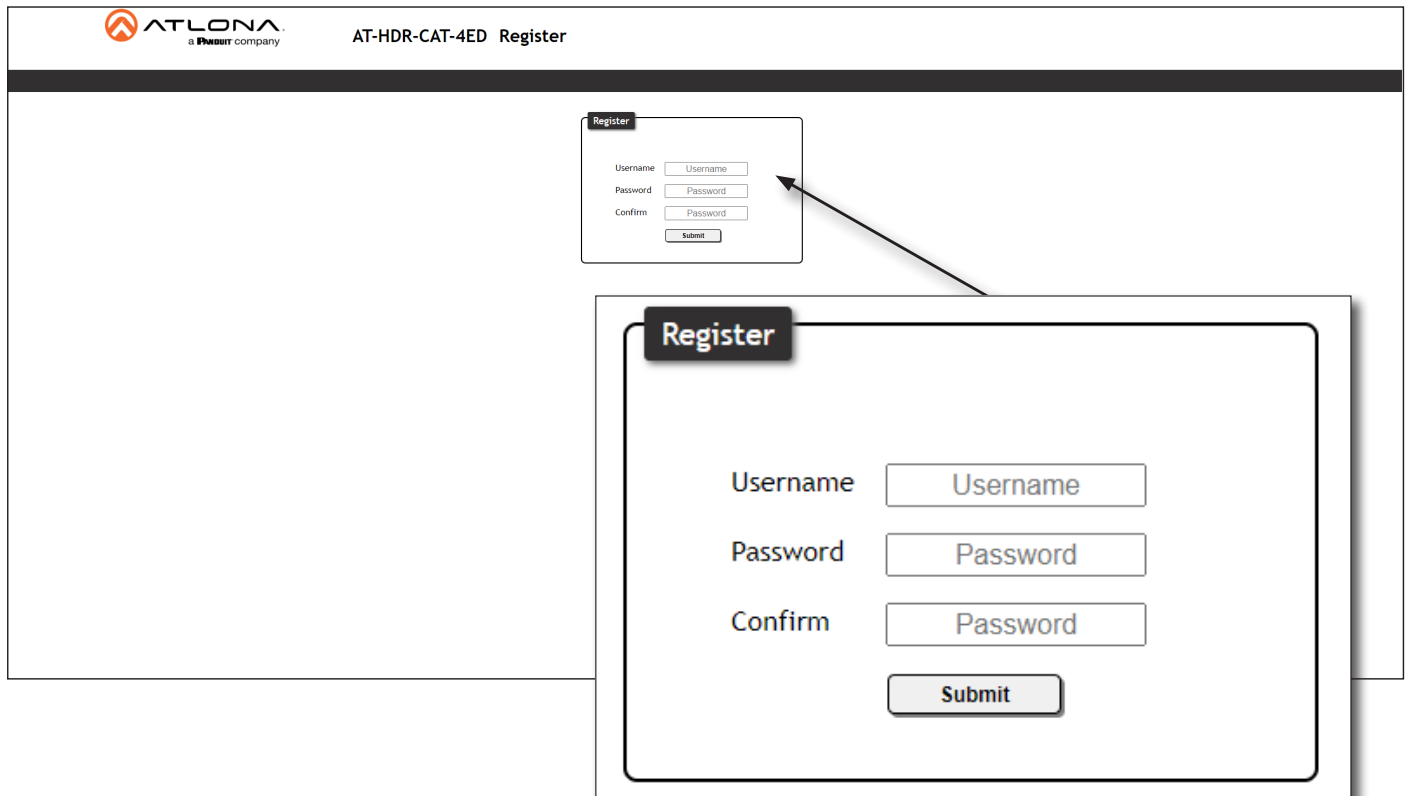 ATLONA.
a PANDUIT company
AT-HDR-CAT-4ED Register
Register
Username Username
Password Password
Confirm Password
Submit
Register
Username Username
Password Password
Confirm Password
Submit